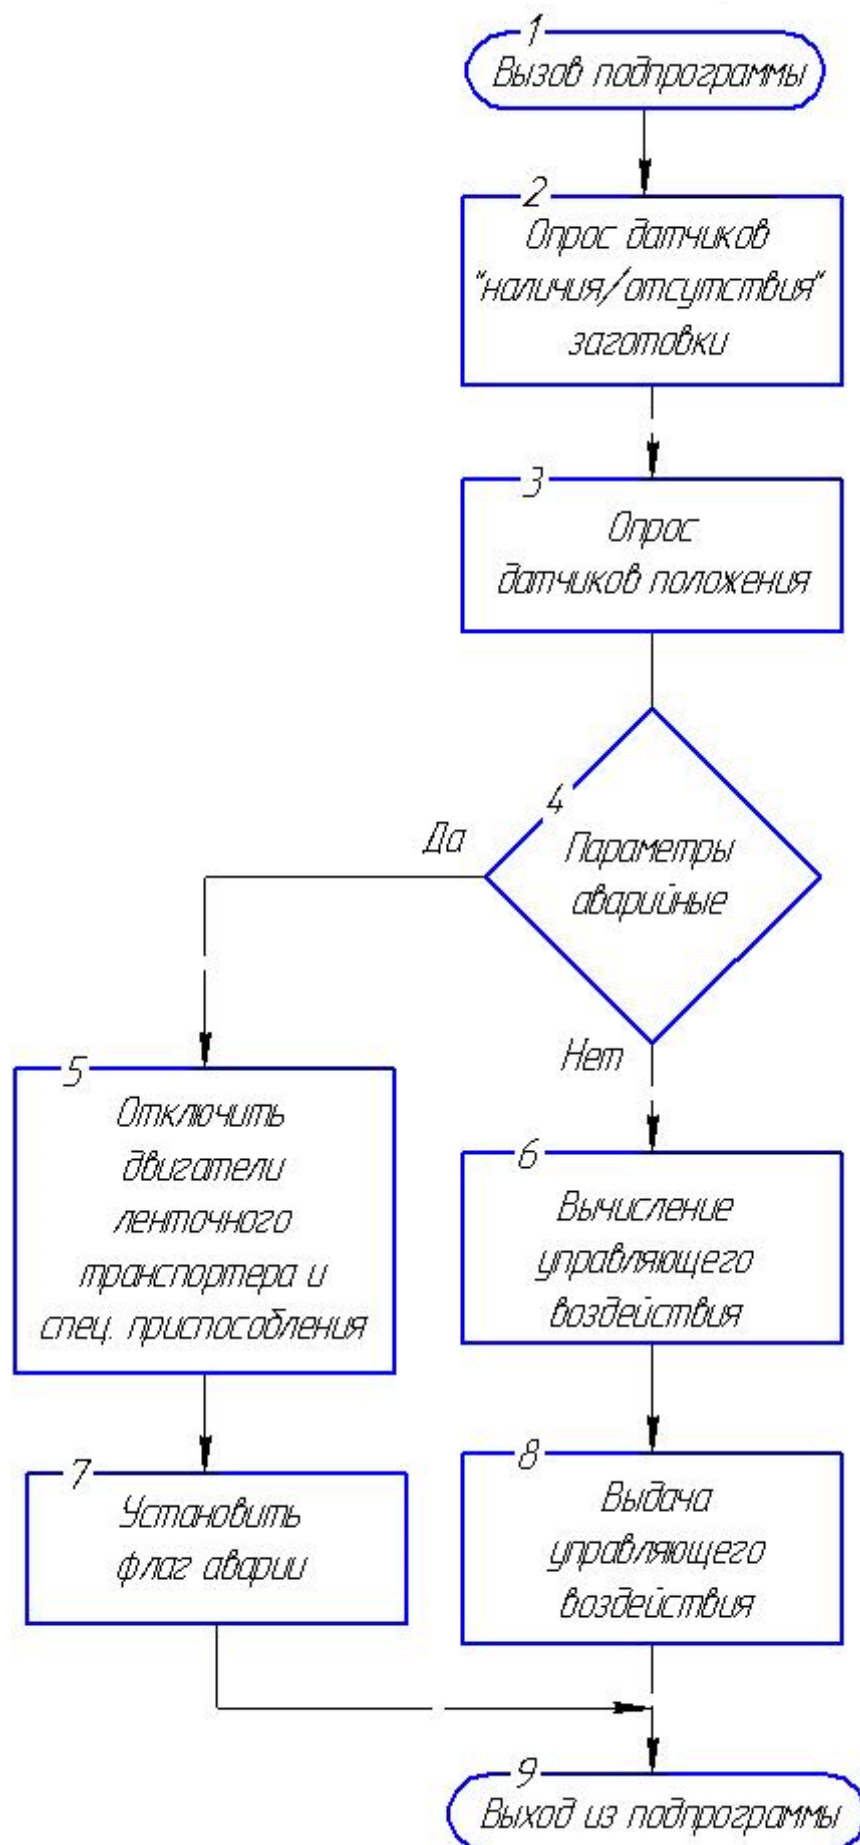 1
Вызов подпрограммы
2
Опрос датчиков
"наличия/отсутствия"
заготовки
3
Опрос
датчиков положения
4
Параметры
аварийные
Да
Нет
5
Отключить
двигатели
ленточного
транспортера и
спец. приспособления
6
Вычисление
управляющего
воздействия
7
Установить
флаг аварии
8
Выдача
управляющего
воздействия
9
Выход из подпрограммы